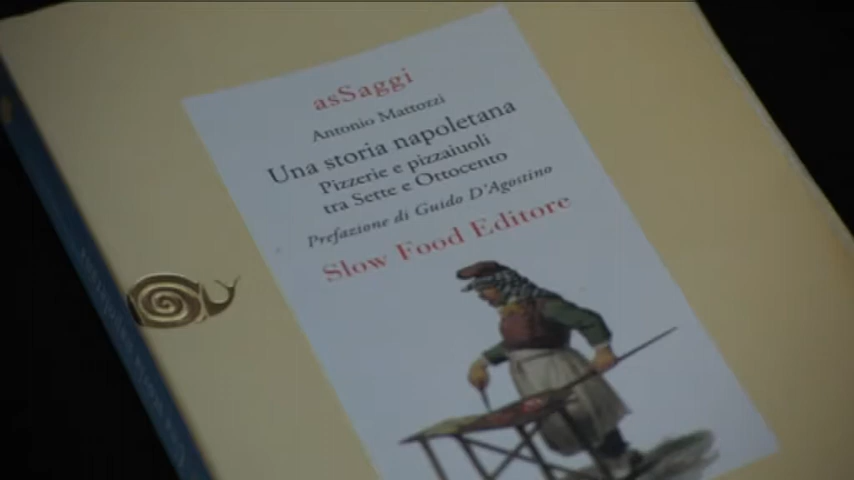 asSaggi
Antonio Mattozzi
Una storia napoletana
Pizzerie e pizzaiuoli
tra Sette e Ottocento
Prefazione di Guido D'Agostino
Slow Food Editore